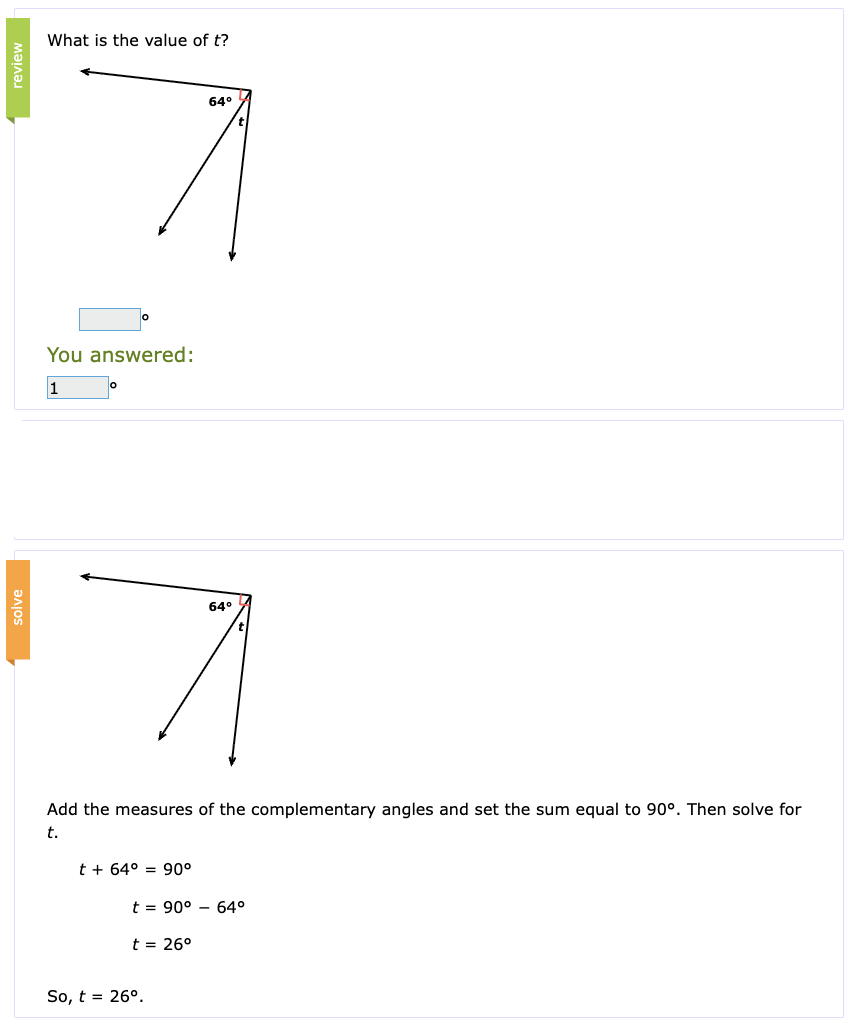 review
What is the value of t?
64°
t
°
You answered:
1 °
solve
64°
t
Add the measures of the complementary angles and set the sum equal to 90°. Then solve for
t.
t + 64° = 90°
t = 90° − 64°
t = 26°
So, t = 26°.